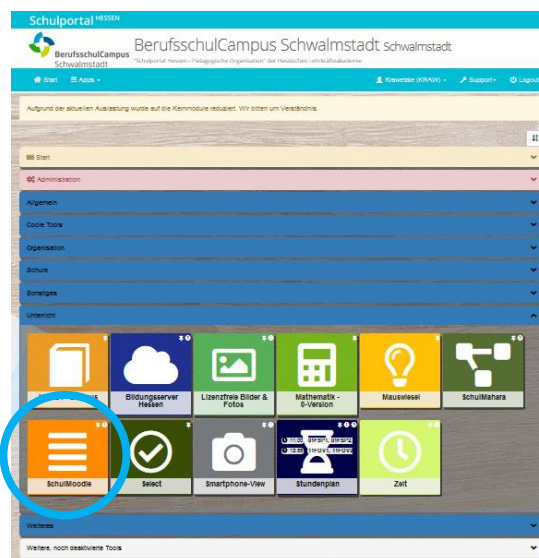 Schulportal HESSEN
BerufsschulCampus Schwalmstadt
BerufsschulCampus Schwalmstadt Schwalmstadt
"Schulportal Hessen - Pädagogische Organisation" der Hessischen Lehrkräfteakademie
Start Apps Krawetzke (KRAW) Support Logout
Aufgrund der aktuellen Auslastung wurde auf die Kernmodule reduziert. Wir bitten um Verständnis.
Start
Administration
Allgemein
Coole Tools
Organisation
Schule
Sonstiges
Unterricht
Bildungsserver Hessen
Lizenzfreie Bilder & Fotos
Mathematik -
Mauswiesel
SchulMahara
SchulMoodle
Select
Smartphone-View
Stundenplan
Zeit
Weiteres
Weitere, noch deaktivierte Tools